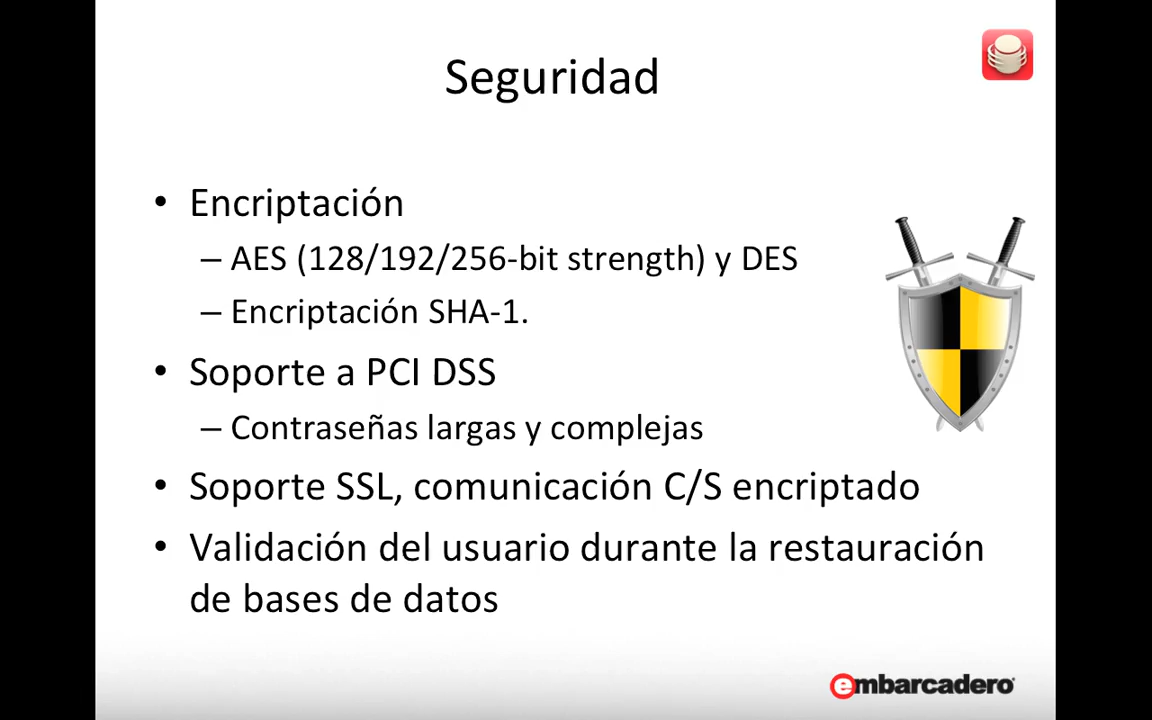 Seguridad
• Encriptación
– AES (128/192/256-bit strength) y DES
– Encriptación SHA-1.
• Soporte a PCI DSS
– Contraseñas largas y complejas
• Soporte SSL, comunicación C/S encriptado
• Validación del usuario durante la restauración
de bases de datos
embarcadero